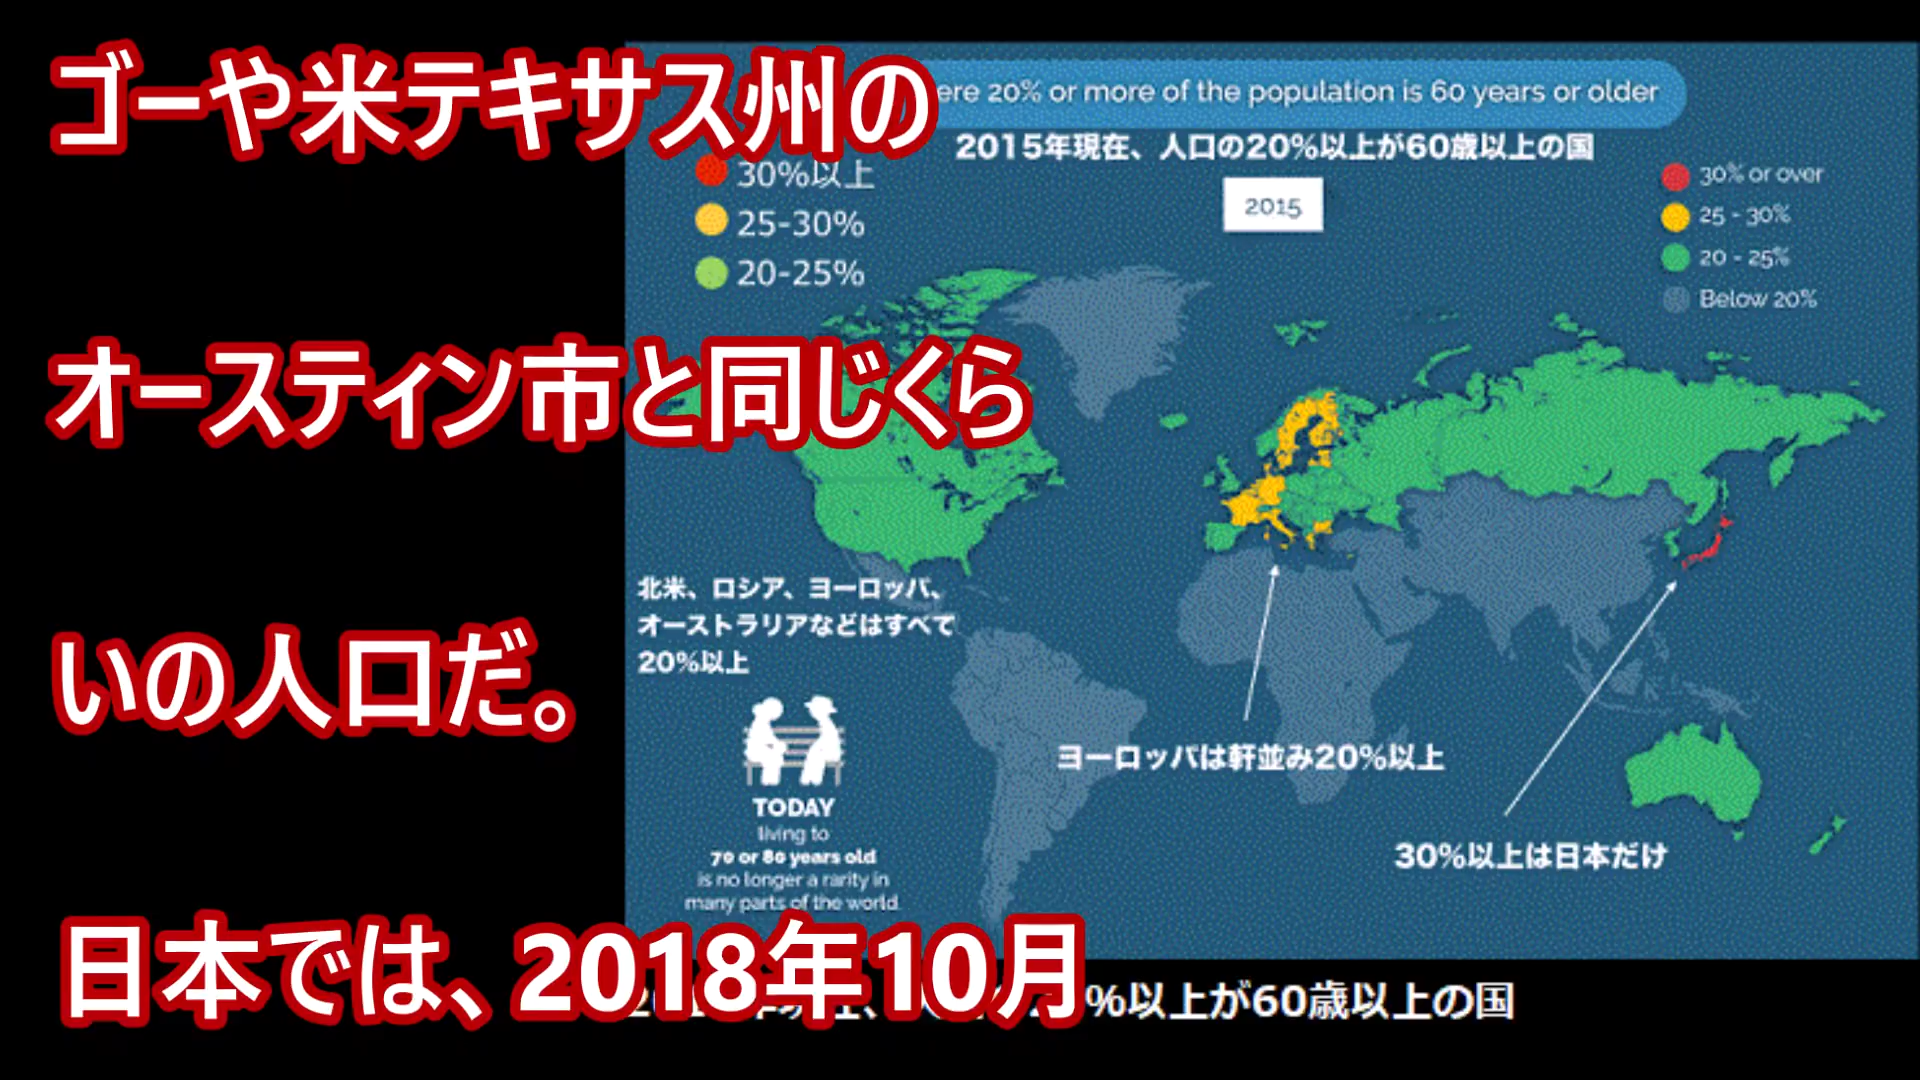 ゴーや米テキサス州の
オースティン市と同じくら
いの人口だ。
日本では、2018年10月
ere 20% or more of the population is 60 years or older
2015年現在、人口の20%以上が60歳以上の国
2015
30%以上
25-30%
20-25%
30% or over
25 - 30%
20 - 25%
Below 20%
北米、ロシア、ヨーロッパ、
オーストラリアなどはすべて
20%以上
TODAY
living to
70 or 80 years old
is no longer a rarity in
many parts of the world
ヨーロッパは軒並み20%以上
30%以上は日本だけ
%以上が60歳以上の国